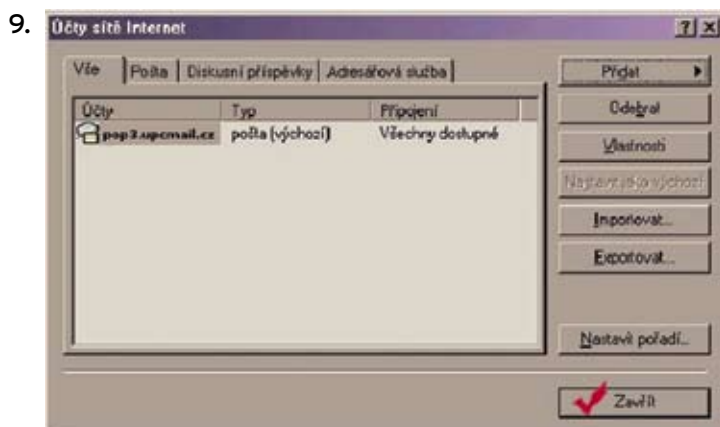 9.
Účty sítě Internet
Vše Pošta Diskusní příspěvky Adresářová služba
Účty Typ Připojení
pop3.upcmail.cz pošta (výchozí) Všechny dostupné
Přidat
Odebrat
Vlastnosti
Nastavit jako výchozí
Importovat...
Exportovat...
Nastavit pořadí...
Zavřít